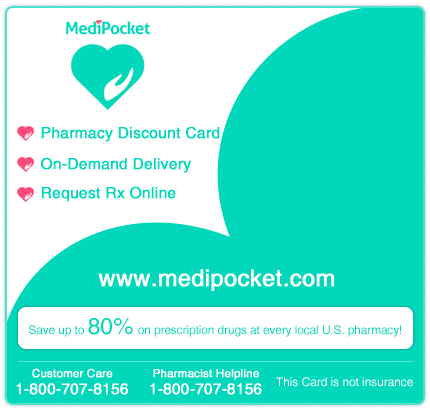 MediPocket
Pharmacy Discount Card
On-Demand Delivery
Request Rx Online
www.medipocket.com
Save up to 80% on prescription drugs at every local U.S. pharmacy!
Customer Care
1-800-707-8156
Pharmacist Helpline
1-800-707-8156
This Card is not insurance